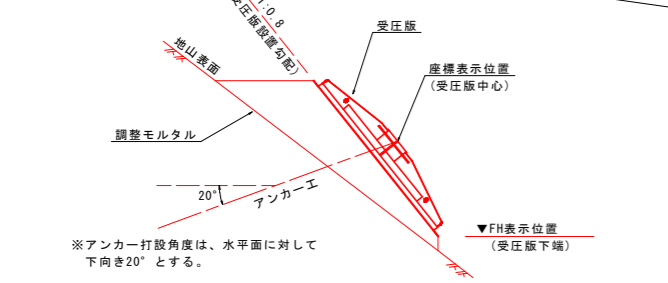 1:0.8
受圧版設置勾配)
地山表面
受圧版
座標表示位置
(受圧版中心)
調整モルタル
20°
アンカー工
▼FH表示位置
(受圧版下端)
※アンカー打設角度は、水平面に対して
下向き20°とする。